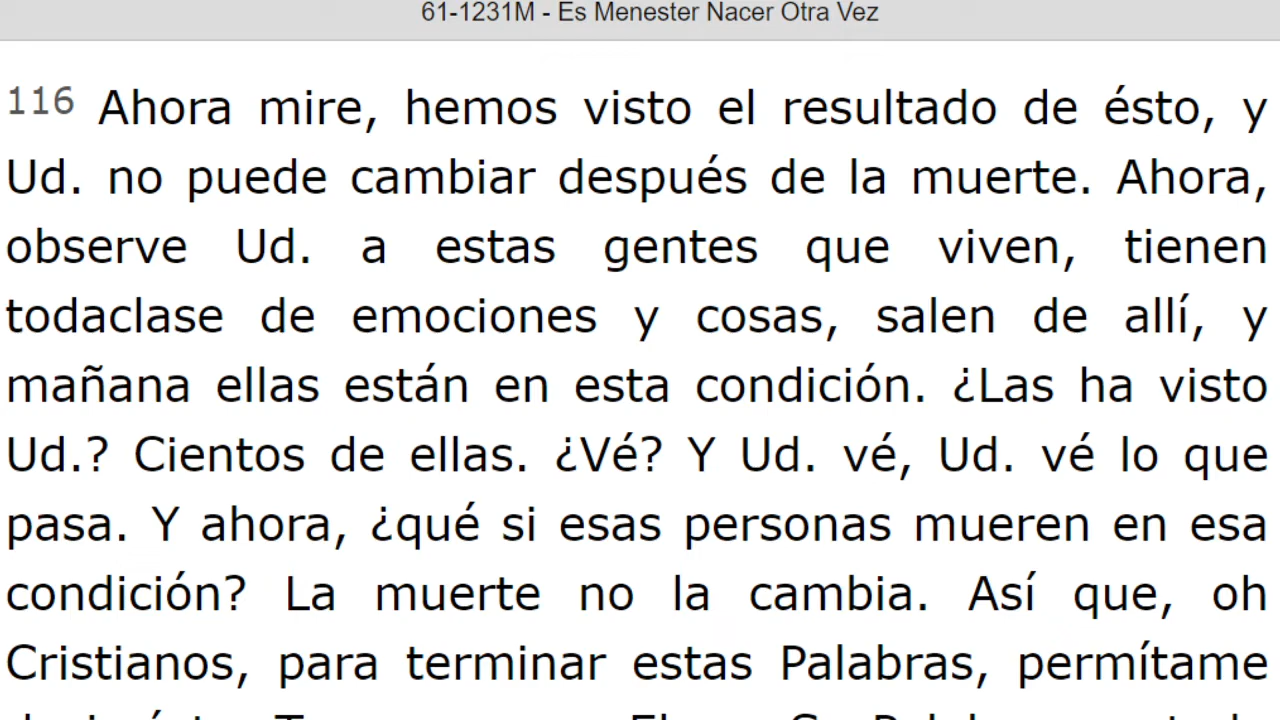 61-1231M - Es Menester Nacer Otra Vez
116 Ahora mire, hemos visto el resultado de ésto, y
Ud. no puede cambiar después de la muerte. Ahora,
observe Ud. a estas gentes que viven, tienen
todaclase de emociones y cosas, salen de allí, y
mañana ellas están en esta condición. ¿Las ha visto
Ud.? Cientos de ellas. ¿Vé? Y Ud. vé, Ud. vé lo que
pasa. Y ahora, ¿qué si esas personas mueren en esa
condición? La muerte no la cambia. Así que, oh
Cristianos, para terminar estas Palabras, permítame